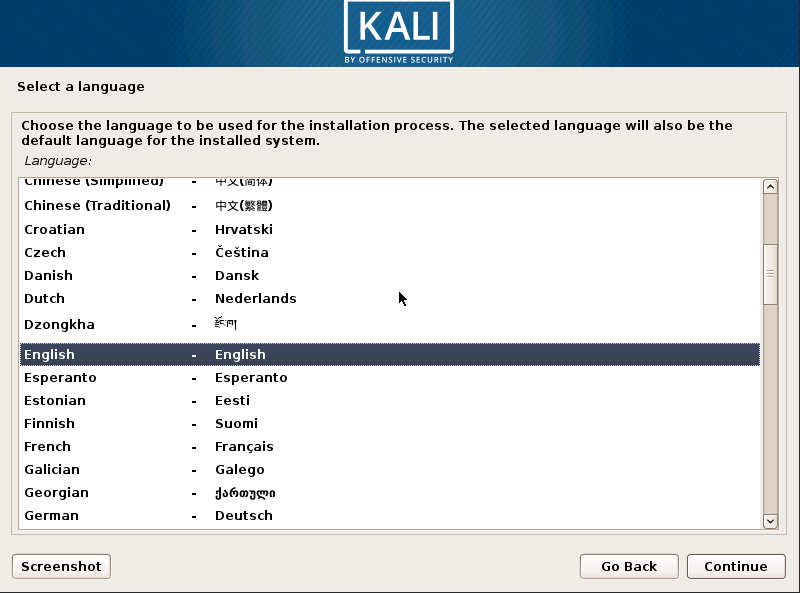 KALI
BY OFFENSIVE SECURITY
Select a language
Choose the language to be used for the installation process. The selected language will also be the
default language for the installed system.
Language:
Chinese (Simplified) - 中文(简体)
Chinese (Traditional) - 中文(繁體)
Croatian - Hrvatski
Czech - Čeština
Danish - Dansk
Dutch - Nederlands
Dzongkha - རྫོང་ཁ།
English - English
Esperanto - Esperanto
Estonian - Eesti
Finnish - Suomi
French - Français
Galician - Galego
Georgian - ქართული
German - Deutsch
Screenshot Go Back Continue